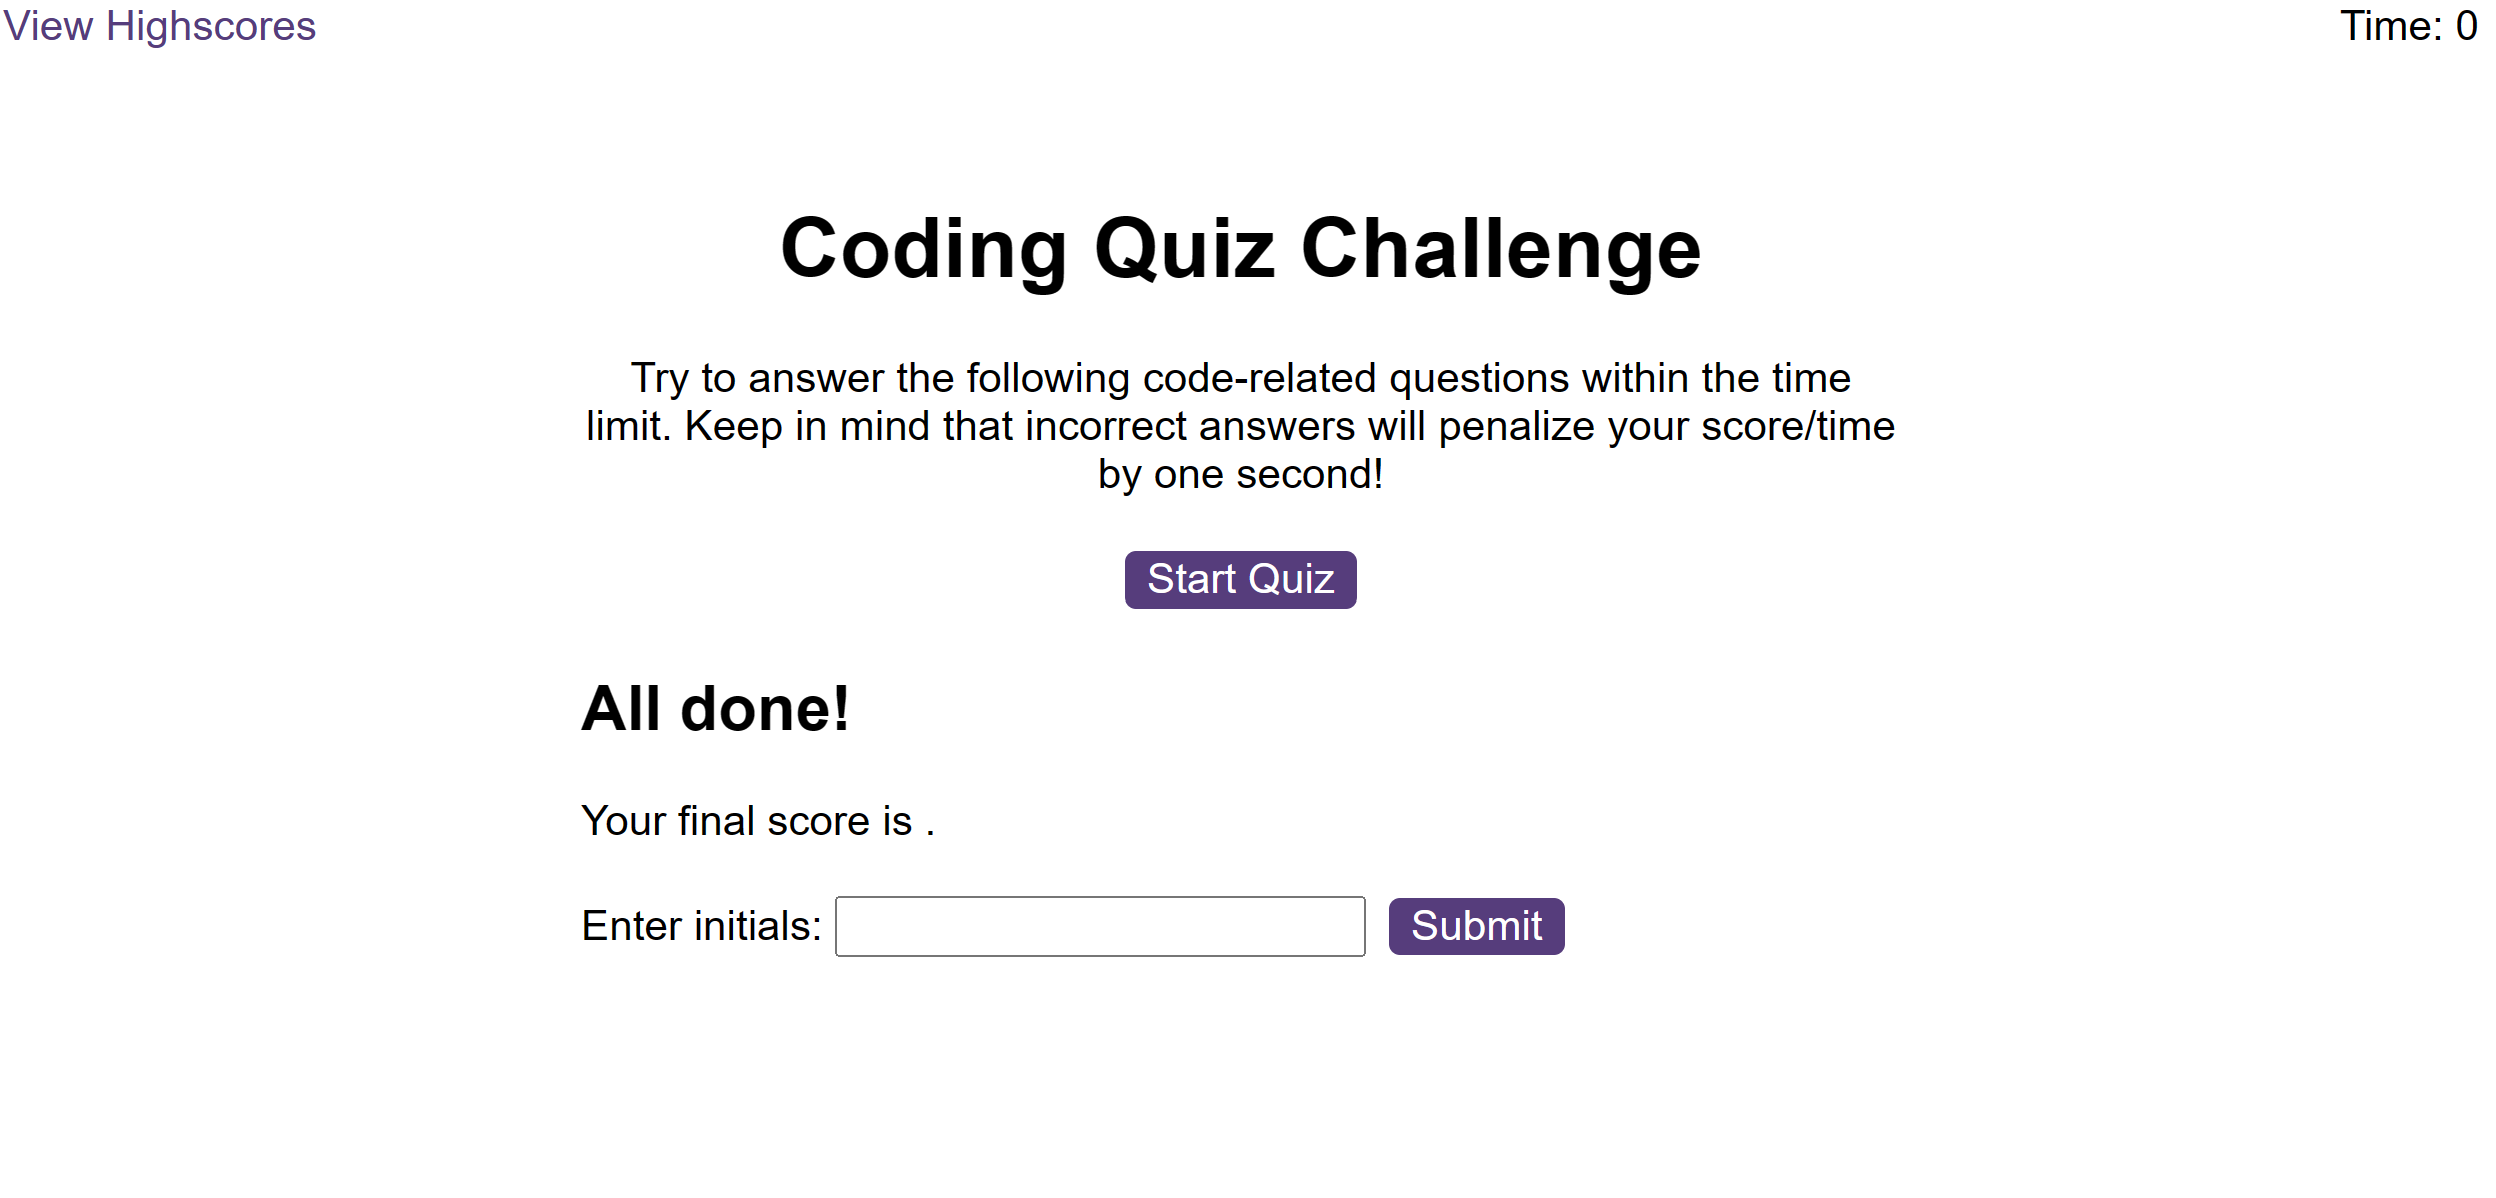 View Highscores
Time: 0
Coding Quiz Challenge
Try to answer the following code-related questions within the time
limit. Keep in mind that incorrect answers will penalize your score/time
by one second!
Start Quiz
All done!
Your final score is .
Enter initials:
Submit